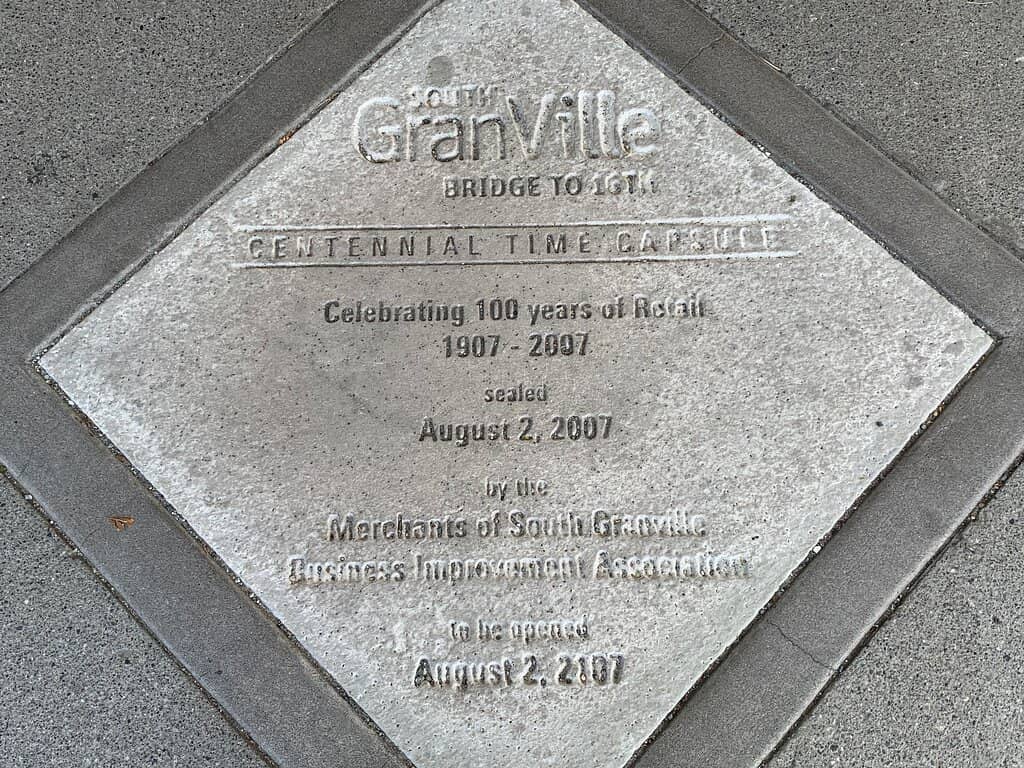 SOUTH
GranVille
BRIDGE TO 16TH
CENTENNIAL TIME CAPSULE
Celebrating 100 years of Retail
1907 - 2007
sealed
August 2, 2007
by the
Merchants of South Granville
Business Improvement Association
to be opened
August 2, 2107